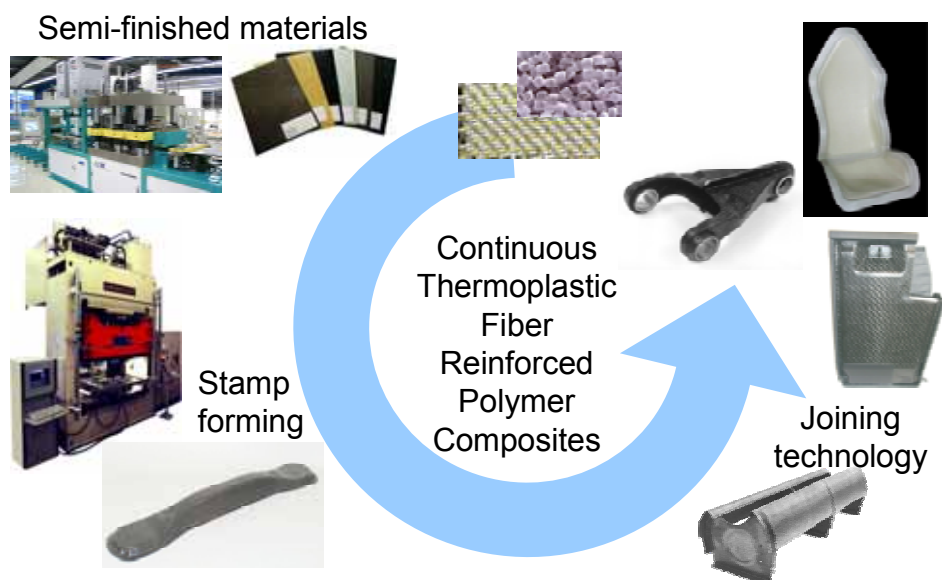 Semi-finished materials
Continuous
Thermoplastic
Fiber
Reinforced
Polymer
Composites
Stamp
forming
Joining
technology